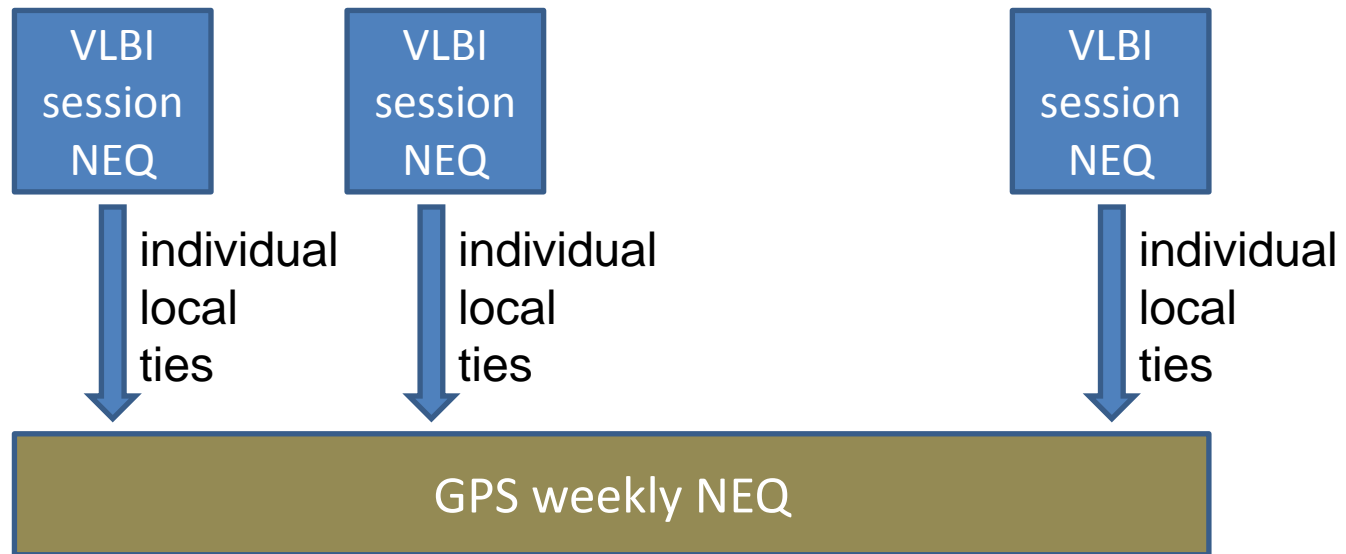 VLBI
session
NEQ
VLBI
session
NEQ
VLBI
session
NEQ
individual
local
ties
individual
local
ties
individual
local
ties
GPS weekly NEQ